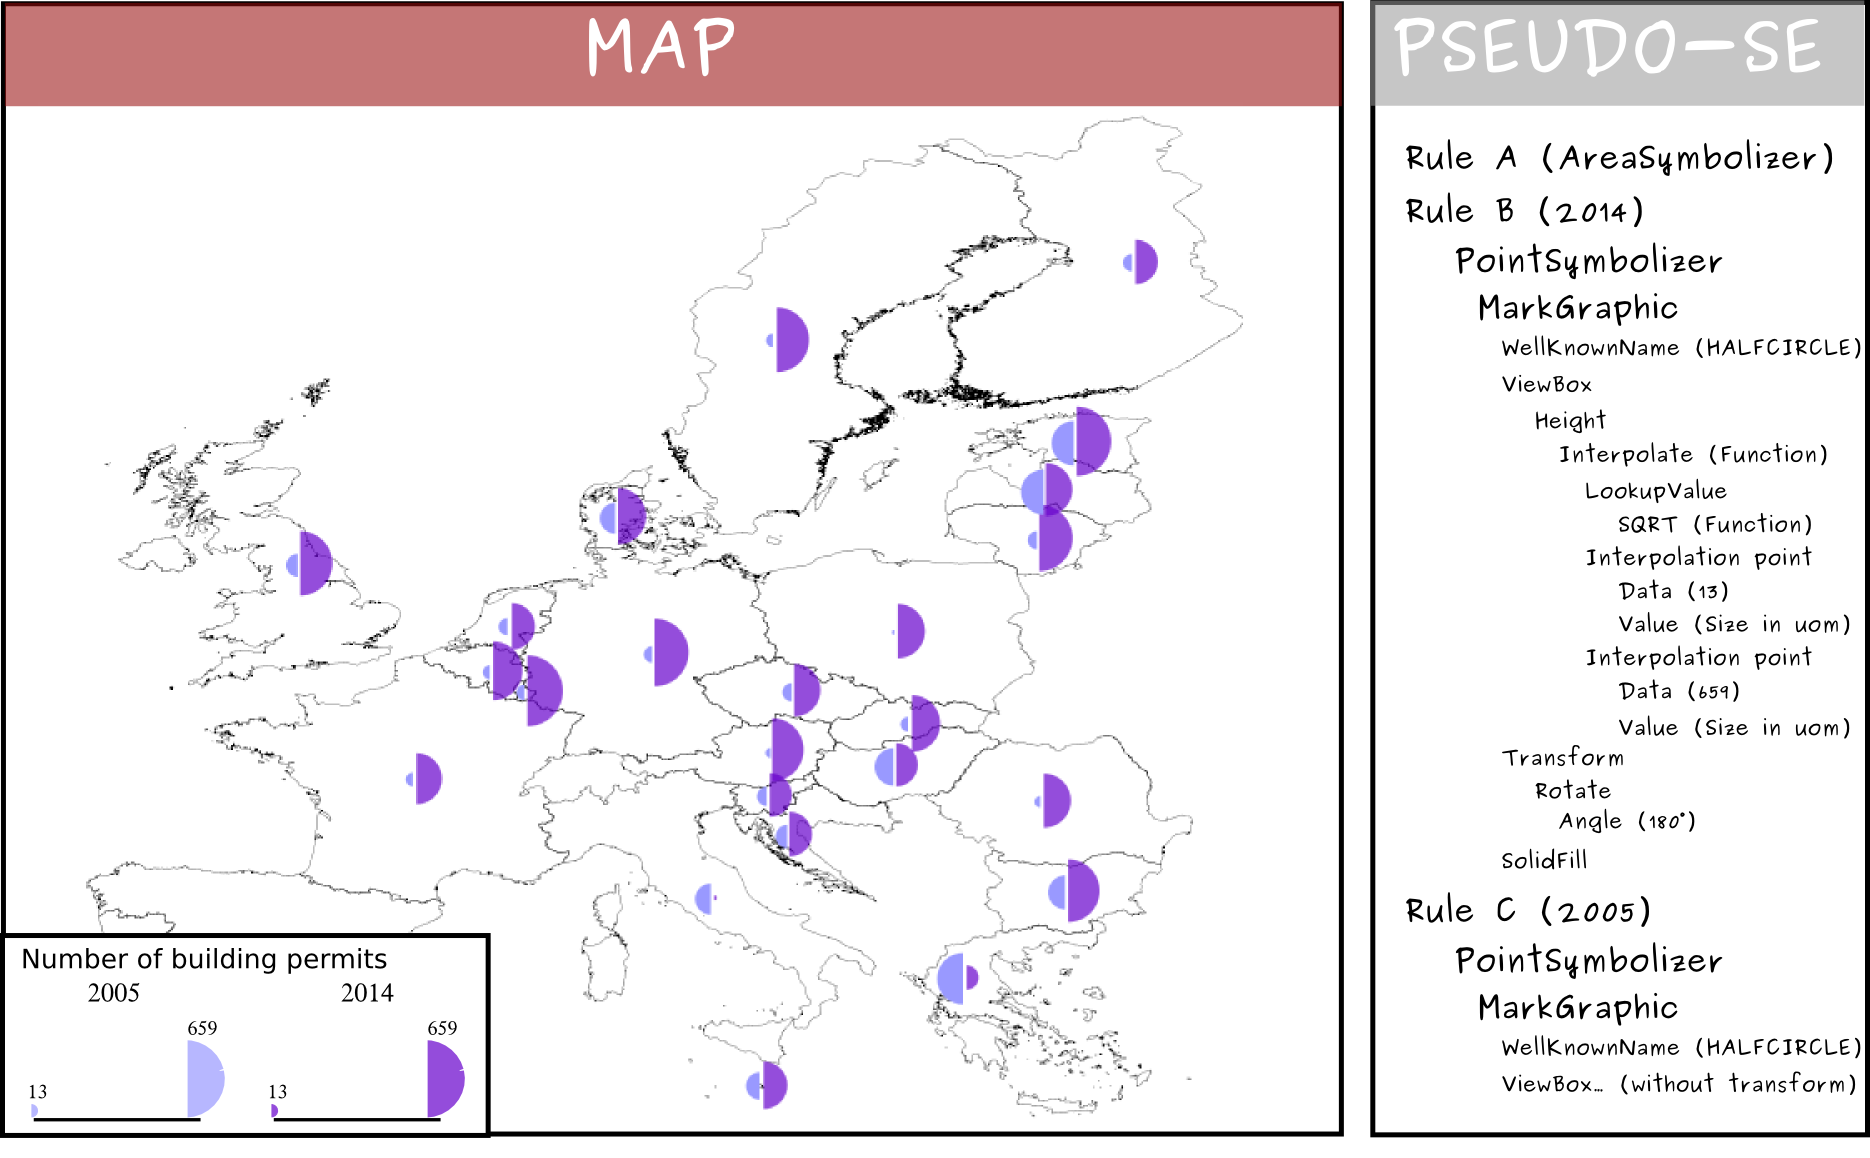 MAP
Number of building permits
2005 2014
659 659
13 13
PSEUDO-SE
Rule A (AreaSymbolizer)
Rule B (2014)
PointSymbolizer
MarkGraphic
WellKnownName (HALFCIRCLE)
ViewBox
Height
Interpolate (Function)
LookupValue
SQRT (Function)
Interpolation point
Data (13)
Value (Size in uom)
Interpolation point
Data (659)
Value (Size in uom)
Transform
Rotate
Angle (180°)
SolidFill
Rule C (2005)
PointSymbolizer
MarkGraphic
WellKnownName (HALFCIRCLE)
ViewBox… (without transform)